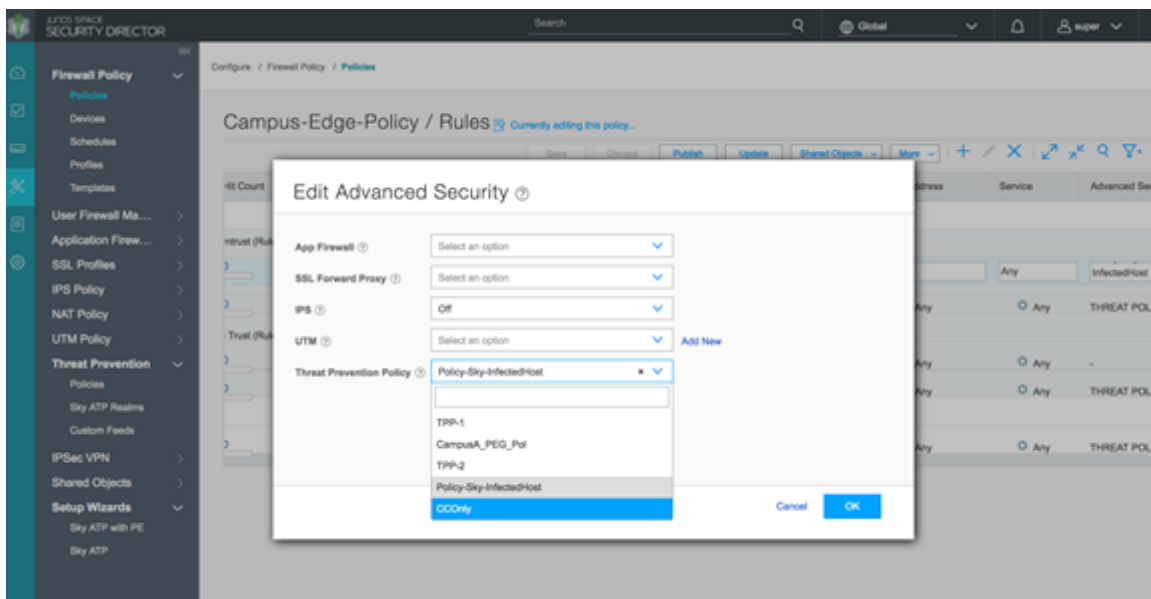 JUNOS SPACE
SECURITY DIRECTOR
Search
Global
super
Firewall Policy
Policies
Devices
Schedules
Profiles
Templates
User Firewall Ma...
Application Firew...
SSL Profiles
IPS Policy
NAT Policy
UTM Policy
Threat Prevention
Policies
Sky ATP Realms
Custom Feeds
IPSec VPN
Shared Objects
Setup Wizards
Sky ATP with PE
Sky ATP
Configure / Firewall Policy / Policies
Campus-Edge-Policy / Rules Currently editing this policy...
Save Discard Publish Update Shared Objects More
Hit Count
Service Advanced Se
ntrust (Rul
Any InfectedHost
Any Any THREAT POL
Trust (Rul
Any Any -
Any Any THREAT POL
Any Any THREAT POL
Edit Advanced Security
App Firewall Select an option
SSL Forward Proxy Select an option
IPS Off
UTM Select an option Add New
Threat Prevention Policy Policy-Sky-InfectedHost
TPP-1
CampusA_PEG_Pol
TPP-2
Policy-Sky-InfectedHost
CCOnly
Cancel OK